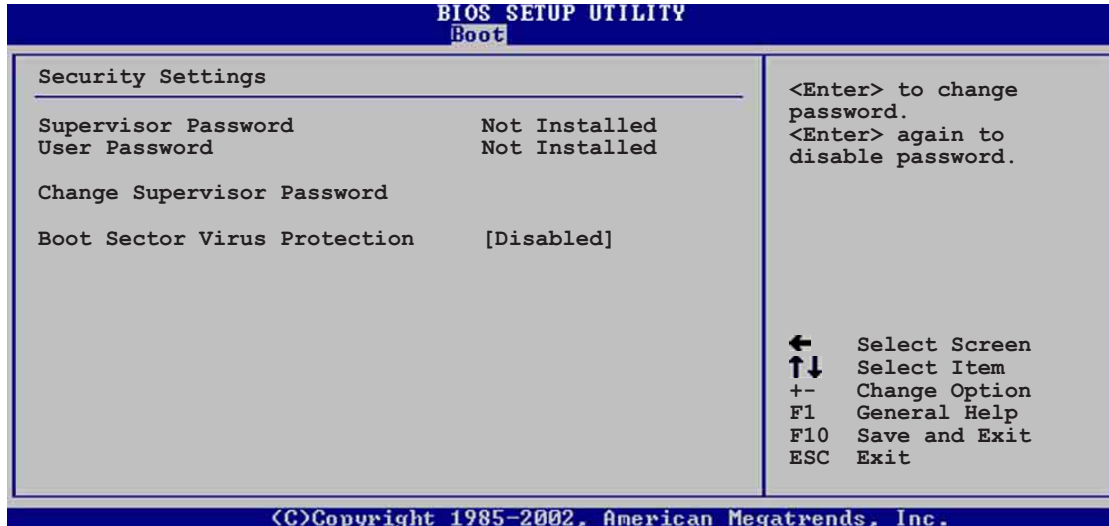 BIOS SETUP UTILITY
Boot
Security Settings
Supervisor Password Not Installed
User Password Not Installed
Change Supervisor Password
Boot Sector Virus Protection [Disabled]
<Enter> to change
password.
<Enter> again to
disable password.
← Select Screen
↑↓ Select Item
+- Change Option
F1 General Help
F10 Save and Exit
ESC Exit
(C)Copyright 1985-2002, American Megatrends, Inc.